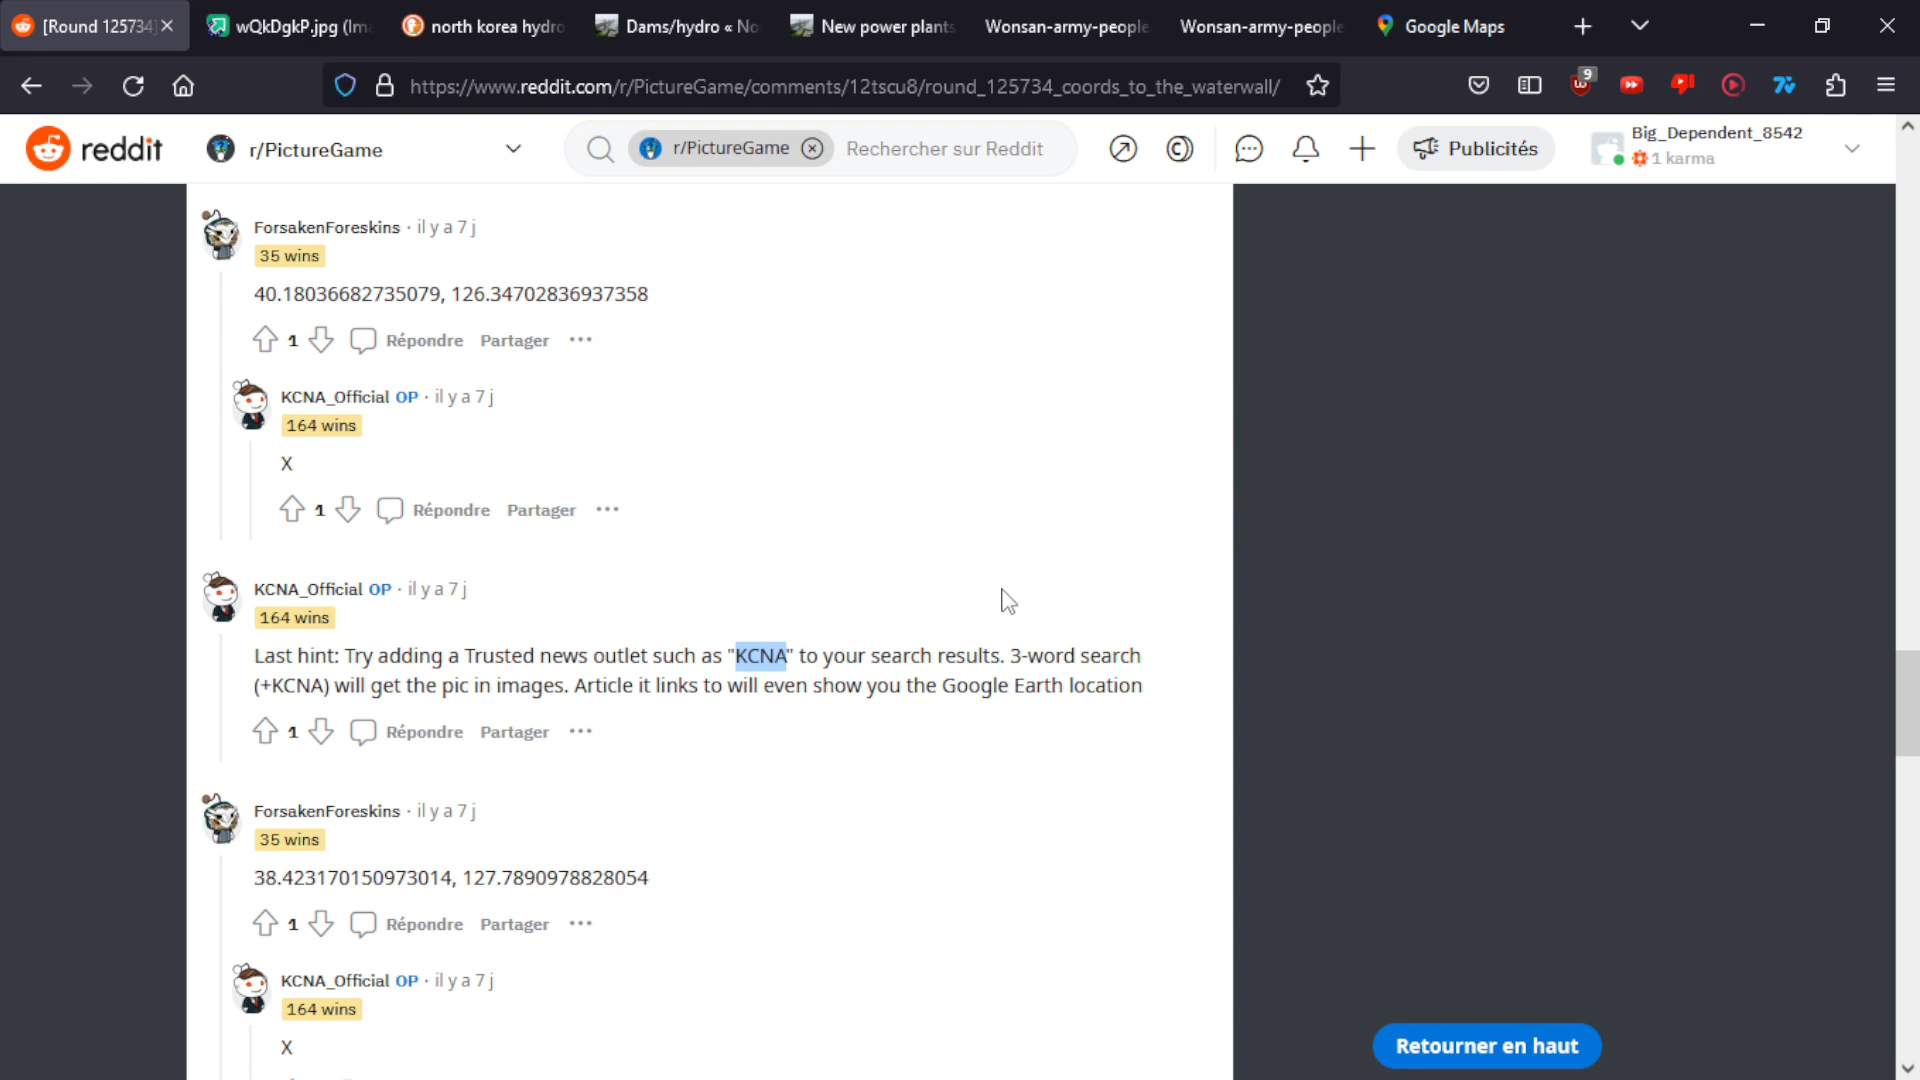 [Round 125734]
wQkDgkP.jpg (Im
north korea hydro
Dams/hydro « No
New power plants
Wonsan-army-people
Wonsan-army-people
Google Maps
https://www.reddit.com/r/PictureGame/comments/12tscu8/round_125734_coords_to_the_waterwall/
9
reddit
r/PictureGame
r/PictureGame
Rechercher sur Reddit
Publicités
Big_Dependent_8542
1 karma
ForsakenForeskins · il y a 7 j
35 wins
40.18036682735079, 126.34702836937358
1 Répondre Partager ···
KCNA_Official OP · il y a 7 j
164 wins
X
1 Répondre Partager ···
KCNA_Official OP · il y a 7 j
164 wins
Last hint: Try adding a Trusted news outlet such as "KCNA" to your search results. 3-word search
(+KCNA) will get the pic in images. Article it links to will even show you the Google Earth location
1 Répondre Partager ···
ForsakenForeskins · il y a 7 j
35 wins
38.423170150973014, 127.7890978828054
1 Répondre Partager ···
KCNA_Official OP · il y a 7 j
164 wins
X
Retourner en haut